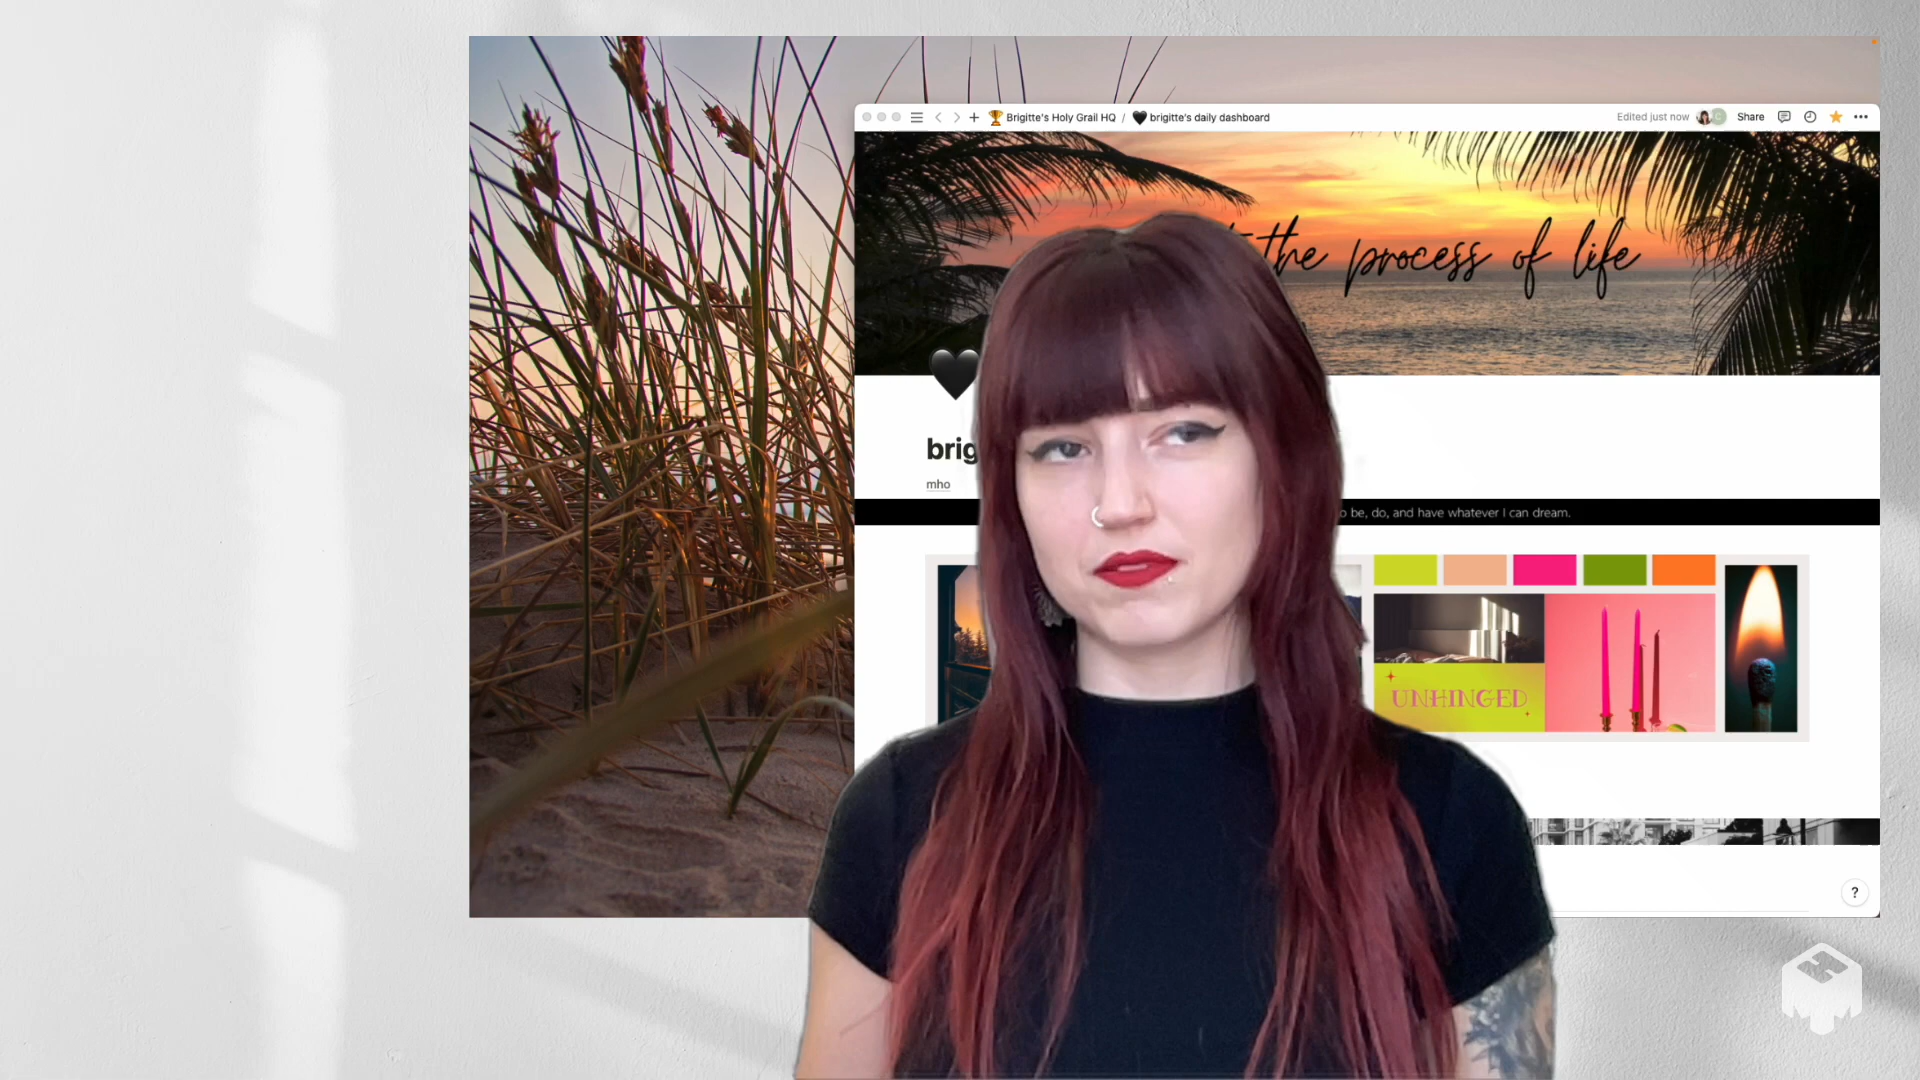 Brigitte's Holy Grail HQ / brigitte's daily dashboard
Edited just now
C
Share
the process of life
brig
mho
o be, do, and have whatever I can dream.
UNHINGED
?